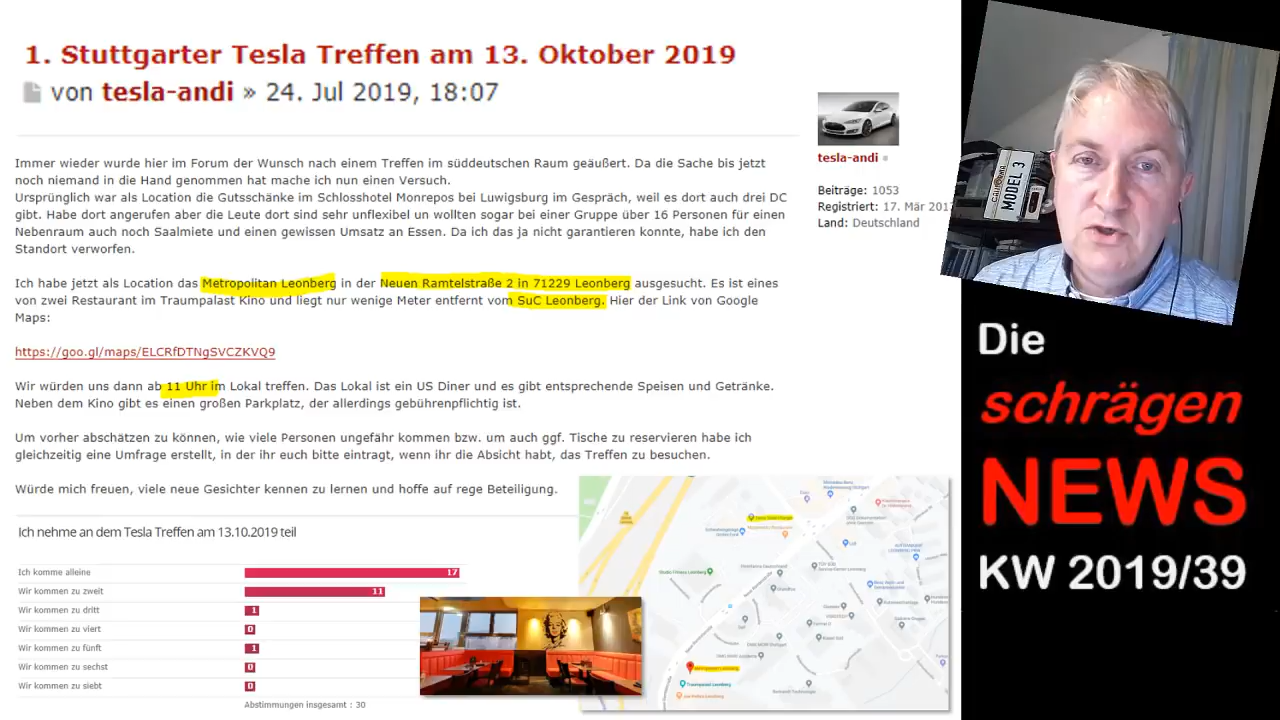 1. Stuttgarter Tesla Treffen am 13. Oktober 2019
von tesla-andi » 24. Jul 2019, 18:07
Immer wieder wurde hier im Forum der Wunsch nach einem Treffen im süddeutschen Raum geäußert. Da die Sache bis jetzt
noch niemand in die Hand genommen hat mache ich nun einen Versuch.
Ursprünglich war als Location die Gutsschänke im Schlosshotel Monrepos bei Luwigsburg im Gespräch, weil es dort auch drei DC
gibt. Habe dort angerufen aber die Leute dort sind sehr unflexibel un wollten sogar bei einer Gruppe über 16 Personen für einen
Nebenraum auch noch Saalmiete und einen gewissen Umsatz an Essen. Da ich das ja nicht garantieren konnte, habe ich den
Standort verworfen.
Ich habe jetzt als Location das Metropolitan Leonberg in der Neuen Ramtelstraße 2 in 71229 Leonberg ausgesucht. Es ist eines
von zwei Restaurant im Traumpalast Kino und liegt nur wenige Meter entfernt vom SuC Leonberg. Hier der Link von Google
Maps:
https://goo.gl/maps/ELCRfDTNgSVCZKVQ9
Wir würden uns dann ab 11 Uhr im Lokal treffen. Das Lokal ist ein US Diner und es gibt entsprechende Speisen und Getränke.
Neben dem Kino gibt es einen großen Parkplatz, der allerdings gebührenpflichtig ist.
Um vorher abschätzen zu können, wie viele Personen ungefähr kommen bzw. um auch ggf. Tische zu reservieren habe ich
gleichzeitig eine Umfrage erstellt, in der ihr euch bitte eintragt, wenn ihr die Absicht habt, das Treffen zu besuchen.
Würde mich freuen, viele neue Gesichter kennen zu lernen und hoffe auf rege Beteiligung.
Ich nehme an dem Tesla Treffen am 13.10.2019 teil
Ich komme alleine 17
Wir kommen zu zweit 11
Wir kommen zu dritt 1
Wir kommen zu viert 0
Wir kommen zu fünft 1
Wir kommen zu sechst 0
Wir kommen zu siebt 0
Abstimmungen insgesamt : 30
tesla-andi
Beiträge: 1053
Registriert: 17. Mär 2017
Land: Deutschland
Traumpalast Leonberg
MODEL 3
Die
schrägen
NEWS
KW 2019/39